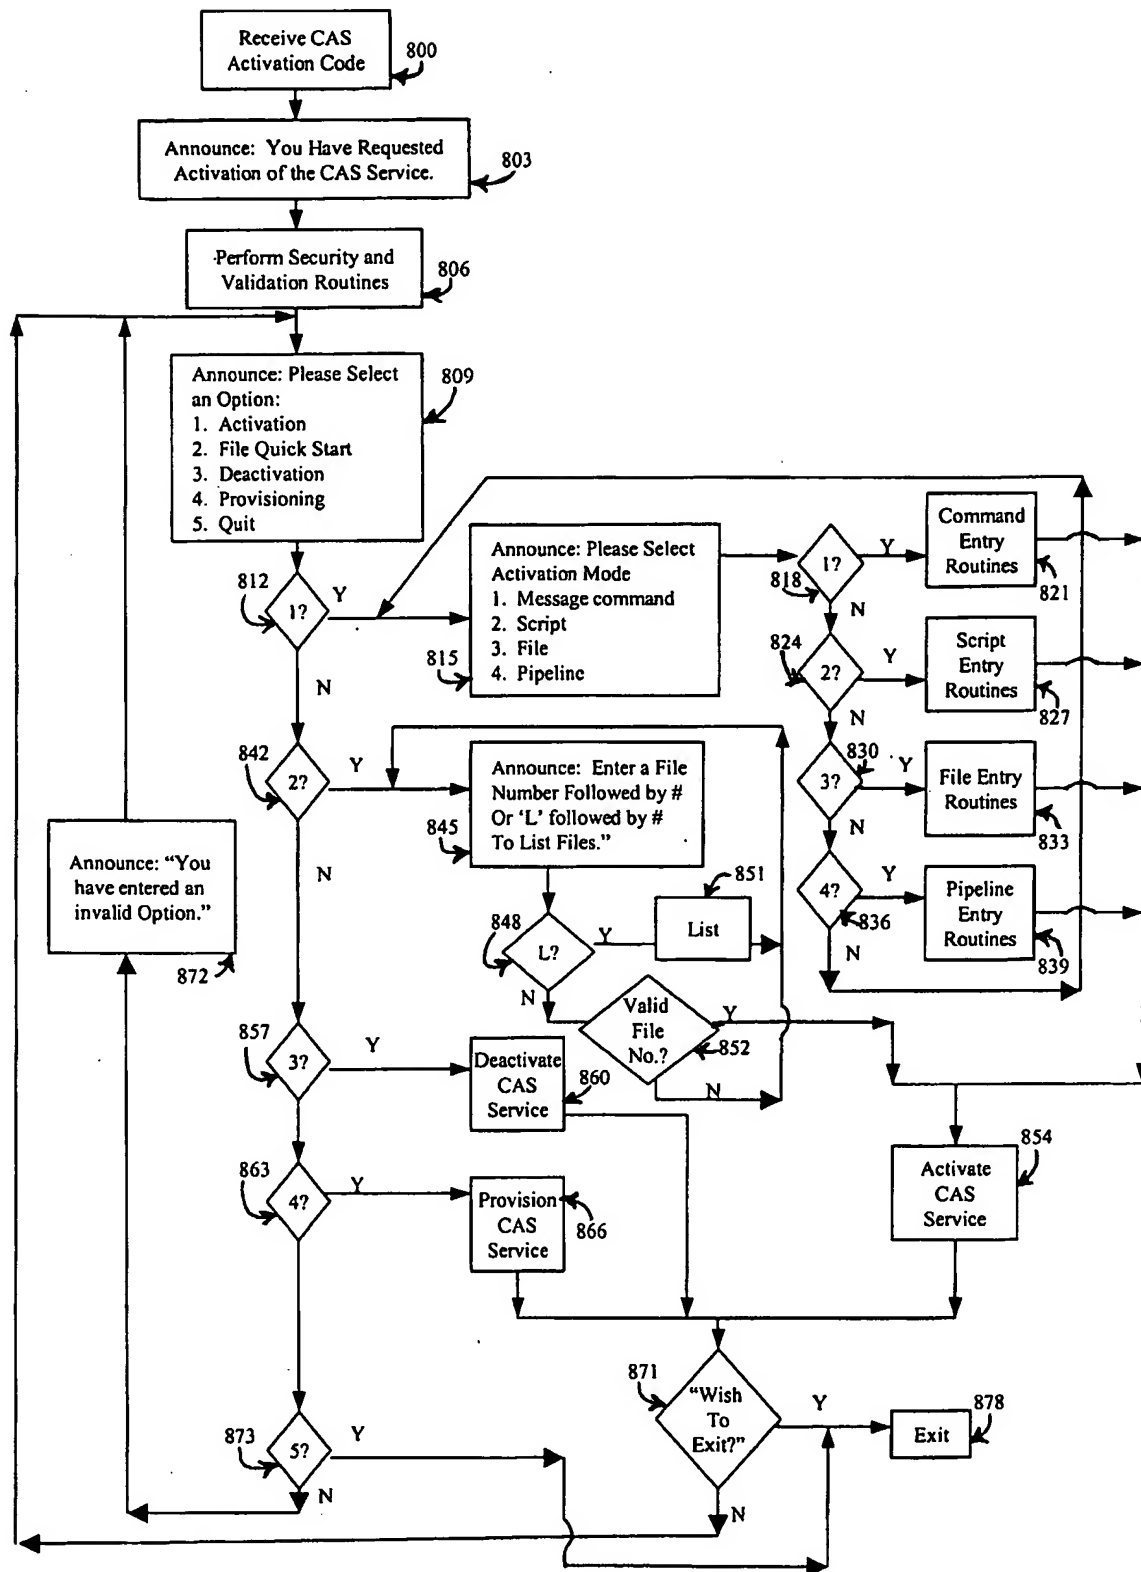 Receive CAS
Activation Code
800
Announce: You Have Requested
Activation of the CAS Service.
803
Perform Security and
Validation Routines
806
Announce: Please Select
an Option:
1. Activation
2. File Quick Start
3. Deactivation
4. Provisioning
5. Quit
809
812
1?
Y
N
Announce: Please Select
Activation Mode
1. Message command
2. Script
3. File
4. Pipeline
815
1?
818
Y
N
Command
Entry
Routines
821
824
2?
Y
N
Script
Entry
Routines
827
830
3?
Y
N
File Entry
Routines
833
4?
836
Y
N
Pipeline
Entry
Routines
839
842
2?
Y
N
Announce: Enter a File
Number Followed by #
Or ‘L’ followed by #
To List Files.”
845
848
L?
Y
N
851
List
Valid
File
No.?
852
Y
N
Announce: “You
have entered an
invalid Option.”
872
857
3?
Y
Deactivate
CAS
Service
860
863
4?
Y
Provision
CAS
Service
866
Activate
CAS
Service
854
871
“Wish
To
Exit?”
Y
N
Exit
878
873
5?
Y
N